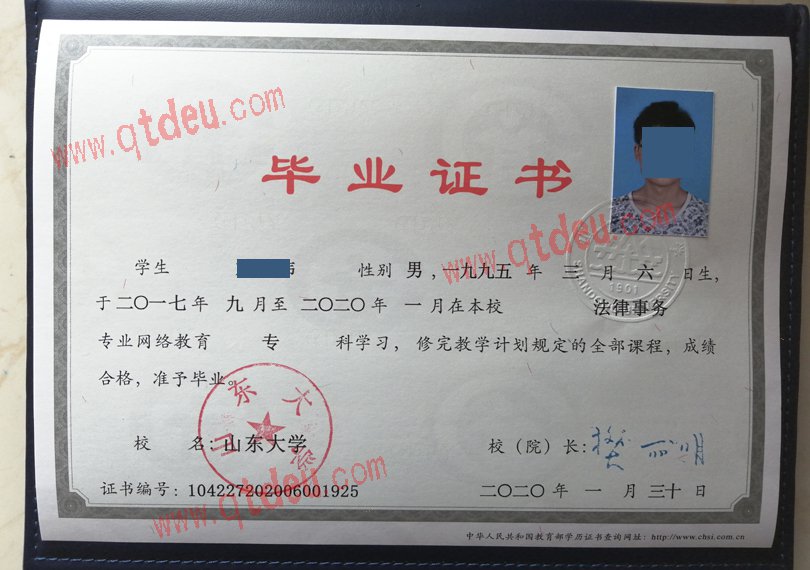 www.qtdeu.com
毕业证书
学生 韦 性别 男，一九九五 年 三 月 六 日生，
于二〇一七年 九 月至 二〇二〇年 一 月在本校 法律事务
专业网络教育 专 科学习，修完教学计划规定的全部课程，成绩
合格，准予毕业。
www.qtdeu.com
1901
山东大学
校 名：山东大学 校（院）长：
证书编号：104227202006001925 二〇二〇年 一 月 三十 日
www.qtdeu.com
中华人民共和国教育部学历证书查询网址：http://www.chsi.com.cn